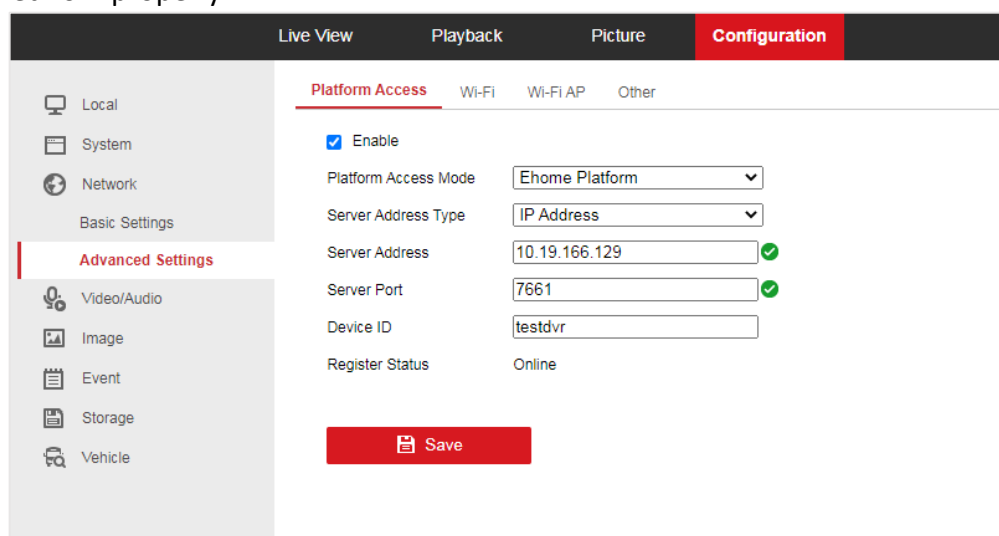 Live View Playback Picture Configuration
Platform Access Wi-Fi Wi-Fi AP Other
Local
System
Network
Basic Settings
Advanced Settings
Video/Audio
Image
Event
Storage
Vehicle
Enable
Platform Access Mode Ehome Platform
Server Address Type IP Address
Server Address 10.19.166.129
Server Port 7661
Device ID testdvr
Register Status Online
Save